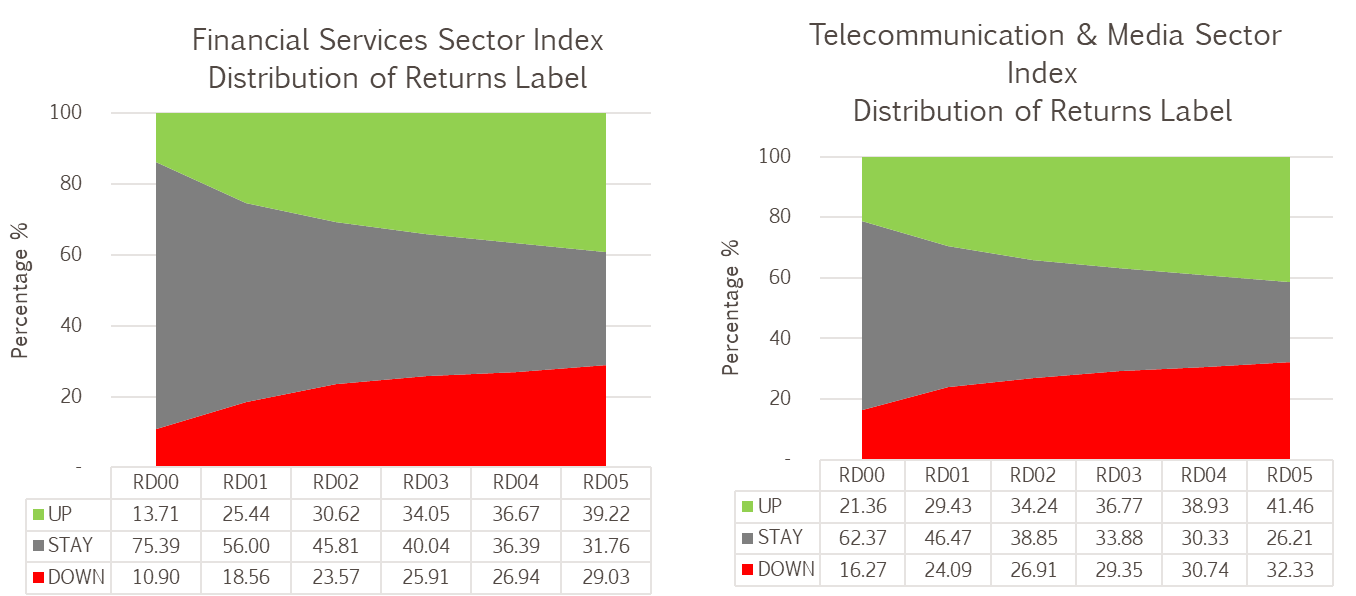 Financial Services Sector Index
Distribution of Returns Label
100
80
60
40
20
-
Percentage %
RD00 RD01 RD02 RD03 RD04 RD05
UP 13.71 25.44 30.62 34.05 36.67 39.22
STAY 75.39 56.00 45.81 40.04 36.39 31.76
DOWN 10.90 18.56 23.57 25.91 26.94 29.03
Telecommunication & Media Sector
Index
Distribution of Returns Label
100
80
60
40
20
-
Percentage %
RD00 RD01 RD02 RD03 RD04 RD05
UP 21.36 29.43 34.24 36.77 38.93 41.46
STAY 62.37 46.47 38.85 33.88 30.33 26.21
DOWN 16.27 24.09 26.91 29.35 30.74 32.33